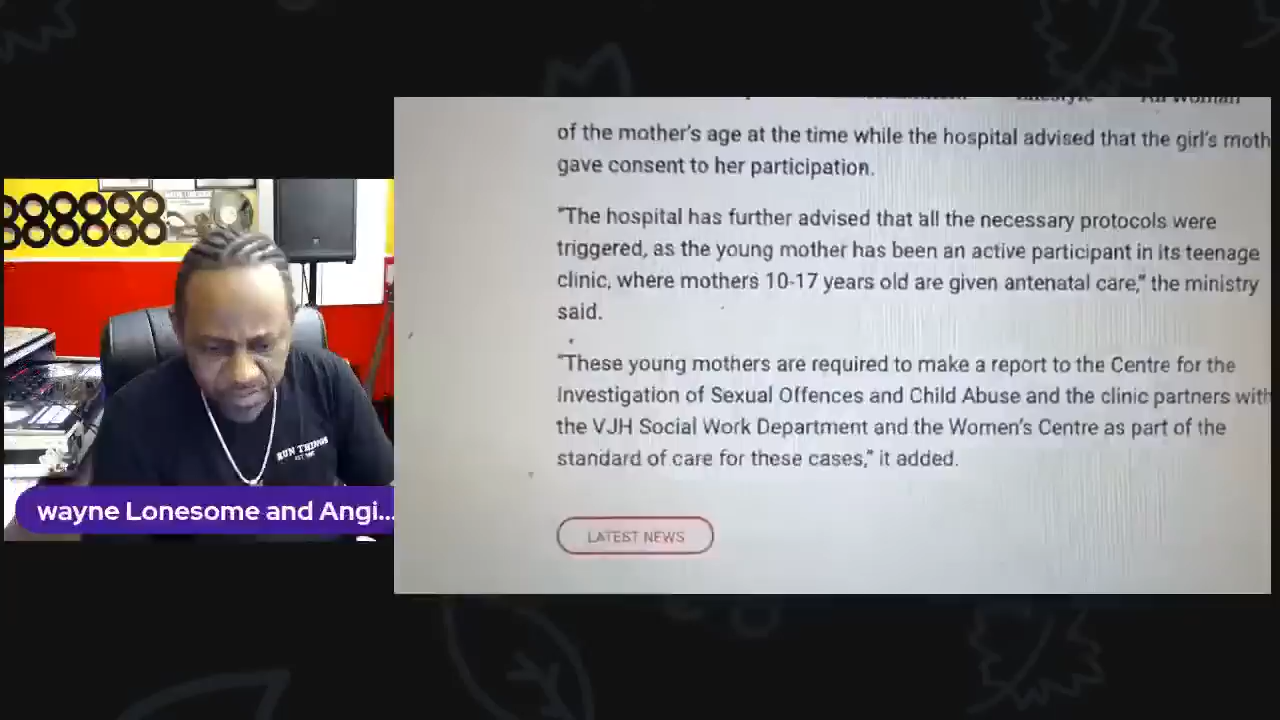 of the mother's age at the time while the hospital advised that the girl's moth
gave consent to her participation.
"The hospital has further advised that all the necessary protocols were
triggered, as the young mother has been an active participant in its teenage
clinic, where mothers 10-17 years old are given antenatal care," the ministry
said.
"These young mothers are required to make a report to the Centre for the
Investigation of Sexual Offences and Child Abuse and the clinic partners with
the VJH Social Work Department and the Women's Centre as part of the
standard of care for these cases," it added.
LATEST NEWS
RUN THINGS
wayne Lonesome and Angi...